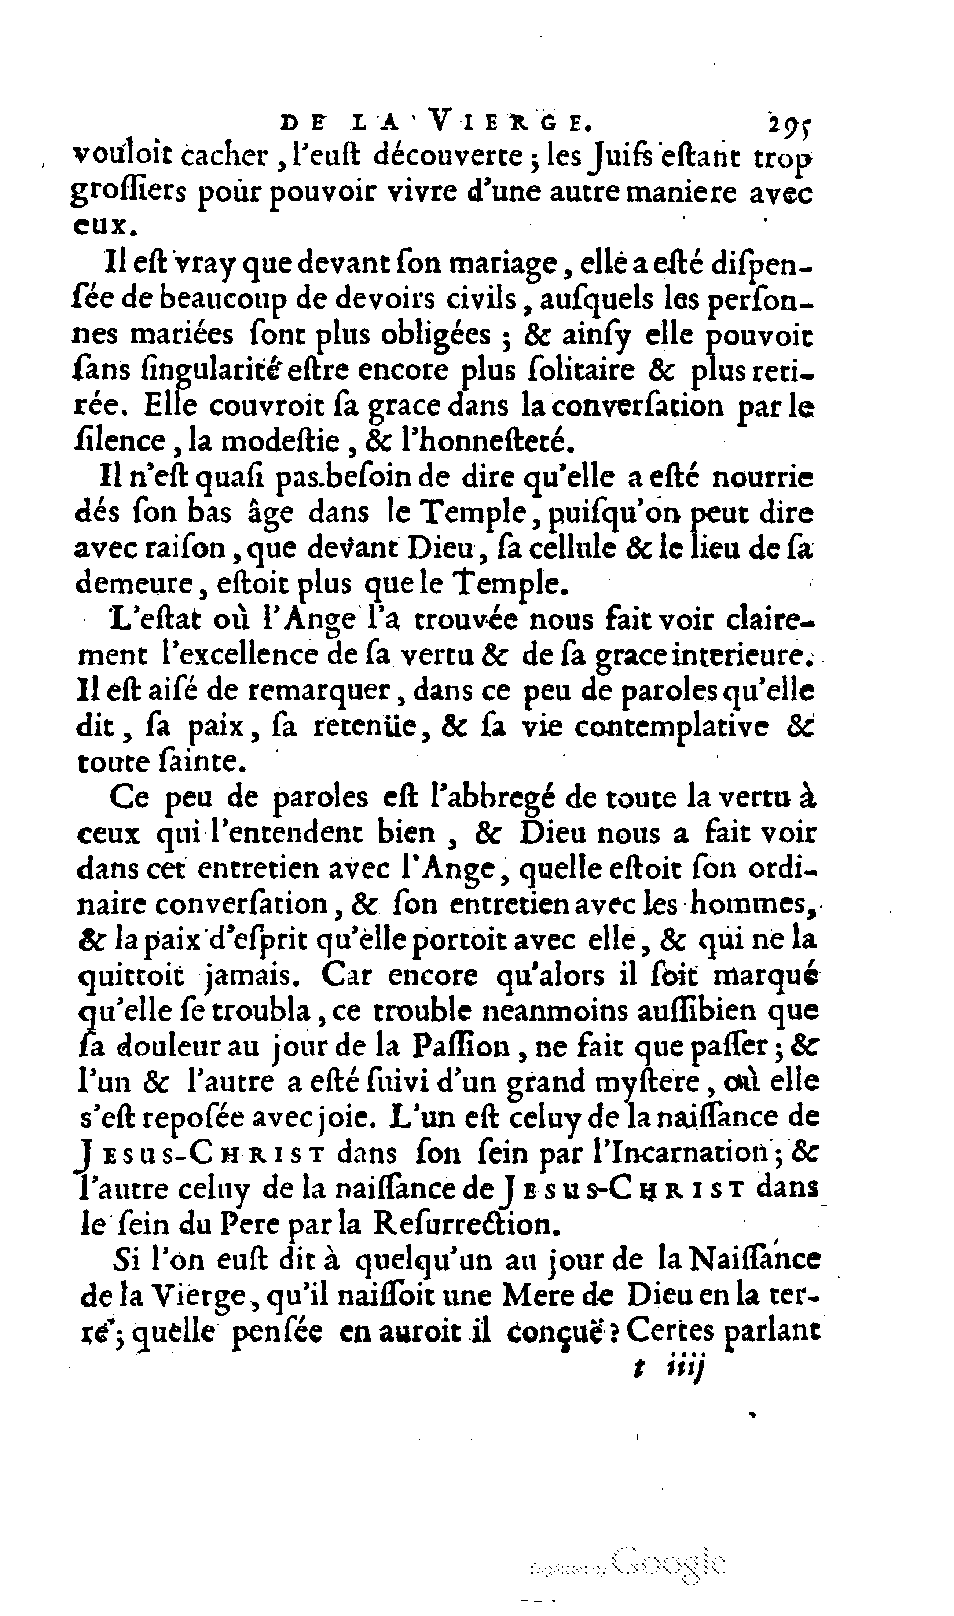 DE LA VIERGE. 295
vouloit cacher, l'euſt découverte; les Juifs eſtant trop
groſſiers pour pouvoir vivre d'une autre maniere avec
eux.
Il eſt vray que devant ſon mariage, elle a eſté diſpen-
ſée de beaucoup de devoirs civils, auſquels les perſon-
nes mariées ſont plus obligées; & ainſy elle pouvoit
ſans ſingularité eſtre encore plus ſolitaire & plus reti-
rée. Elle couvroit ſa grace dans la converſation par le
ſilence, la modeſtie, & l'honneſteté.
Il n'eſt quaſi pas beſoin de dire qu'elle a eſté nourrie
dés ſon bas âge dans le Temple, puiſqu'on peut dire
avec raiſon, que devant Dieu, ſa cellule & le lieu de ſa
demeure, eſtoit plus que le Temple.
L'eſtat où l'Ange l'a trouvée nous fait voir claire-
ment l'excellence de ſa vertu & de ſa grace interieure.
Il eſt aiſé de remarquer, dans ce peu de paroles qu'elle
dit, ſa paix, ſa retenüe, & ſa vie contemplative &
toute ſainte.
Ce peu de paroles eſt l'abbregé de toute la vertu à
ceux qui l'entendent bien, & Dieu nous a fait voir
dans cet entretien avec l'Ange, quelle eſtoit ſon ordi-
naire converſation, & ſon entretien avec les hommes,
& la paix d'eſprit qu'elle portoit avec elle, & qui ne la
quittoit jamais. Car encore qu'alors il ſoit marqué
qu'elle ſe troubla, ce trouble neanmoins auſſibien que
ſa douleur au jour de la Paſſion, ne fait que paſſer; &
l'un & l'autre a eſté ſuivi d'un grand myſtere, où elle
s'eſt repoſée avec joie. L'un eſt celuy de la naiſſance de
JESUS-CHRIST dans ſon ſein par l'Incarnation; &
l'autre celuy de la naiſſance de JESUS-CHRIST dans
le ſein du Pere par la Reſurrection.
Si l'on euſt dit à quelqu'un au jour de la Naiſſance
de la Vierge, qu'il naiſſoit une Mere de Dieu en la ter-
re; quelle penſée en auroit il conçuë? Certes parlant
t iiij
Digitized by Google